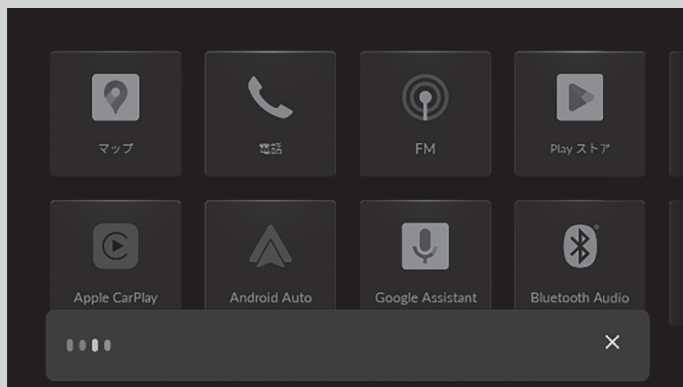 マップ
電話
FM
Play ストア
Apple CarPlay
Android Auto
Google Assistant
Bluetooth Audio